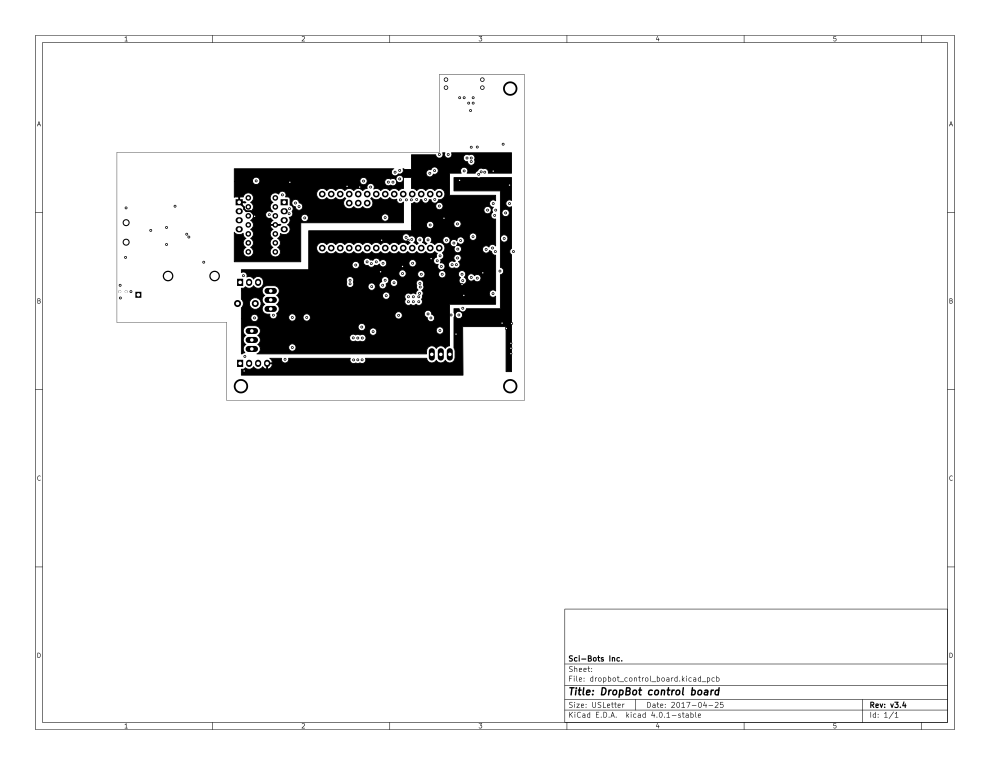 1 2 3 4 5
A A
B B
C C
D D
Sci-Bots Inc.
Sheet:
File: dropbot_control_board.kicad_pcb
Title: DropBot control board
Size: USLetter Date: 2017-04-25 Rev: v3.4
KiCad E.D.A. kicad 4.0.1-stable Id: 1/1
1 2 3 4 5